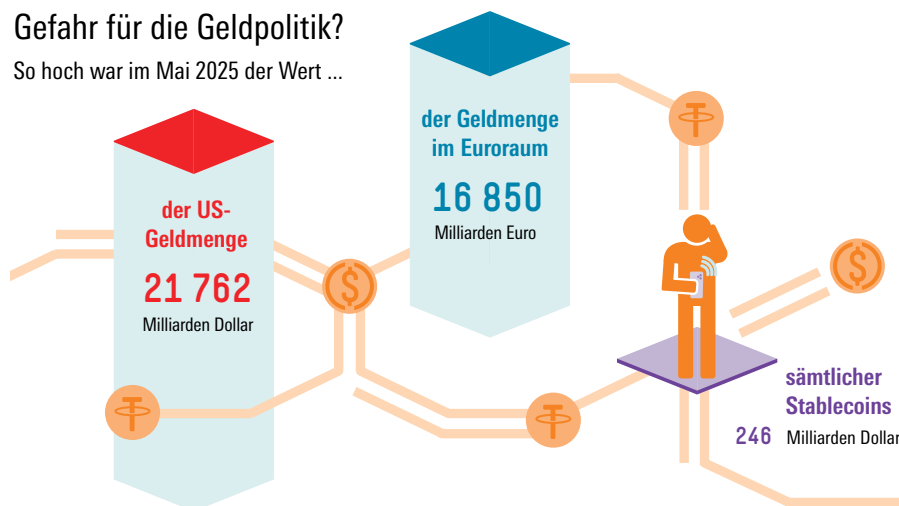 Gefahr für die Geldpolitik?
So hoch war im Mai 2025 der Wert ...
der US-
Geldmenge
21 762
Milliarden Dollar
der Geldmenge
im Euroraum
16 850
Milliarden Euro
sämtlicher
Stablecoins
246 Milliarden Dollar